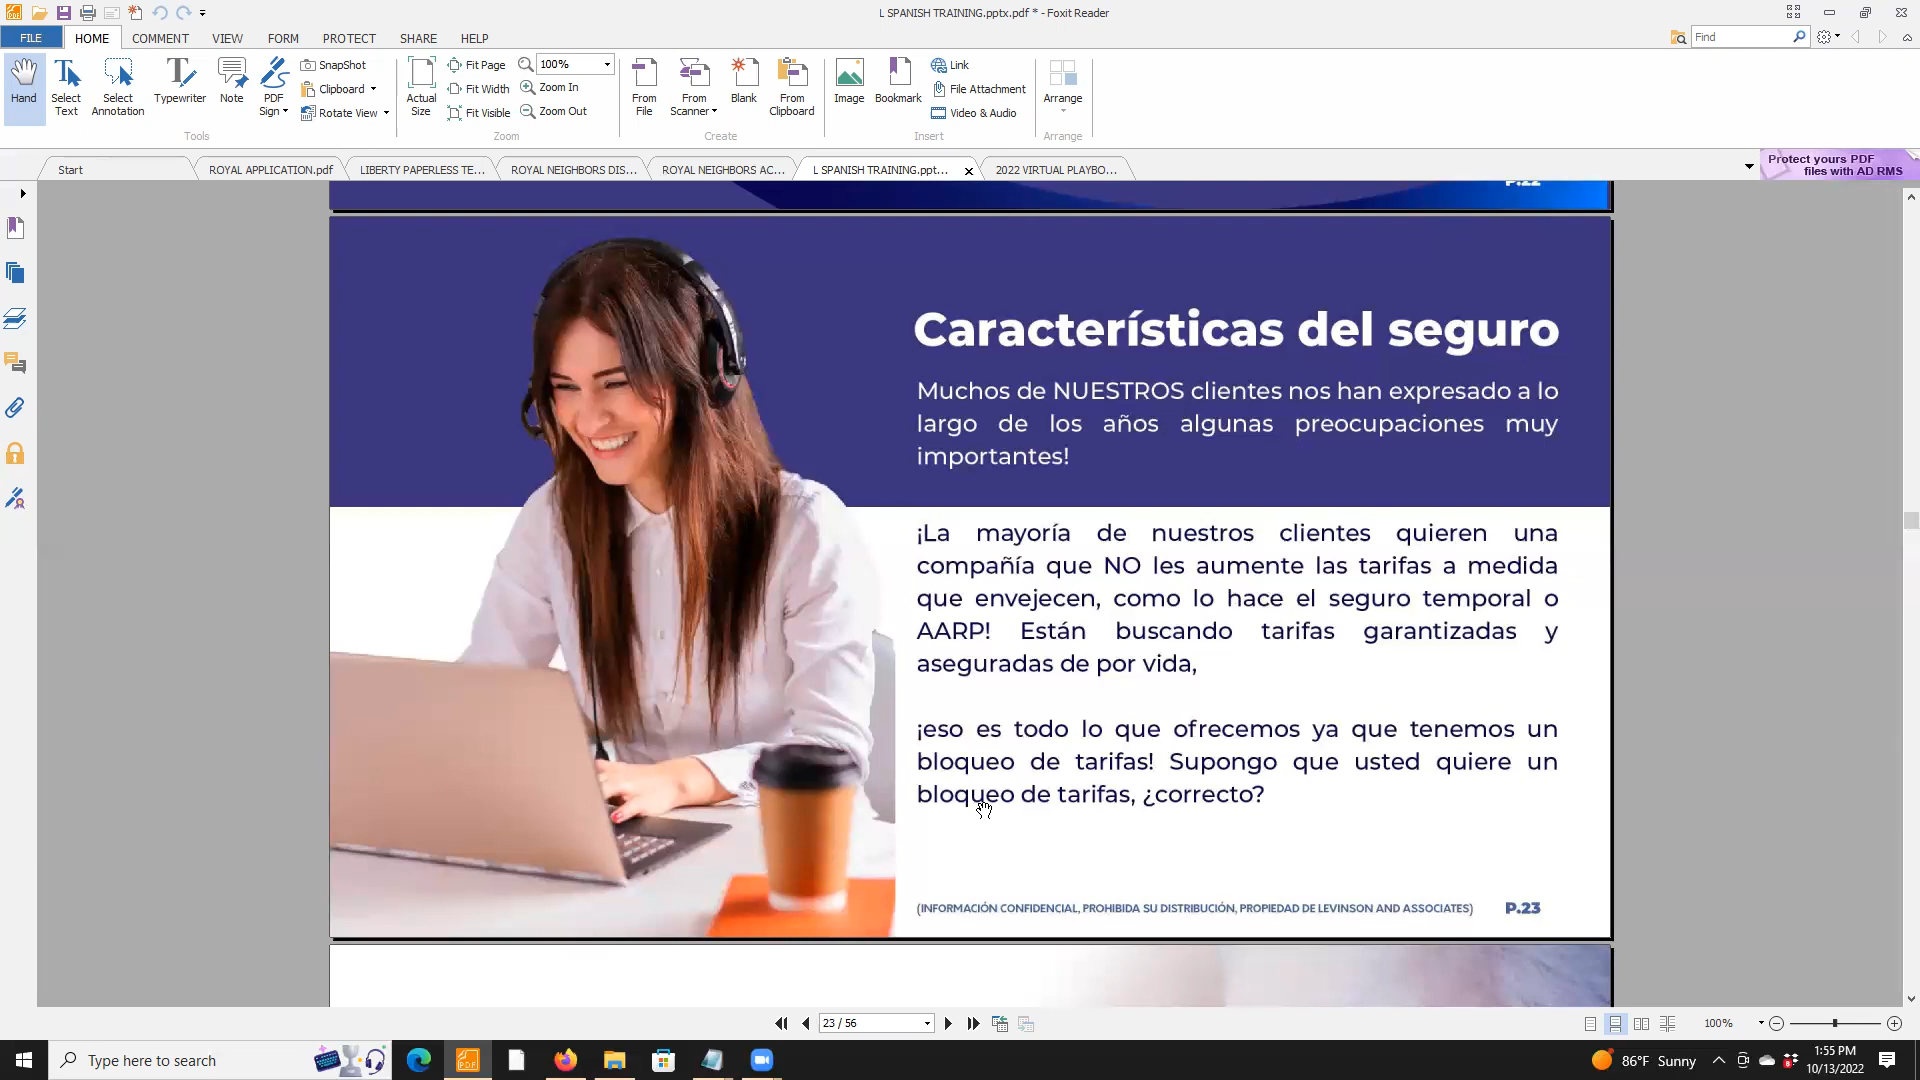 L SPANISH TRAINING.pptx.pdf * - Foxit Reader
FILE HOME COMMENT VIEW FORM PROTECT SHARE HELP
Find
Hand
Select Text
Select Annotation
Typewriter
Note
PDF Sign
SnapShot
Clipboard
Rotate View
Tools
Actual Size
Fit Page
Fit Width
Fit Visible
100%
Zoom In
Zoom Out
Zoom
From File
From Scanner
Blank
From Clipboard
Create
Image
Bookmark
Link
File Attachment
Video & Audio
Insert
Arrange
Arrange
Start
ROYAL APPLICATION.pdf
LIBERTY PAPERLESS TE...
ROYAL NEIGHBORS DIS...
ROYAL NEIGHBORS AC...
L SPANISH TRAINING.ppt...
2022 VIRTUAL PLAYBO...
Protect yours PDF
files with AD RMS
P.22
Características del seguro
Muchos de NUESTROS clientes nos han expresado a lo
largo de los años algunas preocupaciones muy
importantes!
¡La mayoría de nuestros clientes quieren una
compañía que NO les aumente las tarifas a medida
que envejecen, como lo hace el seguro temporal o
AARP! Están buscando tarifas garantizadas y
aseguradas de por vida,
¡eso es todo lo que ofrecemos ya que tenemos un
bloqueo de tarifas! Supongo que usted quiere un
bloqueo de tarifas, ¿correcto?
(INFORMACIÓN CONFIDENCIAL, PROHIBIDA SU DISTRIBUCIÓN, PROPIEDAD DE LEVINSON AND ASSOCIATES) P.23
23 / 56
100%
Type here to search
86°F Sunny
1:55 PM
10/13/2022